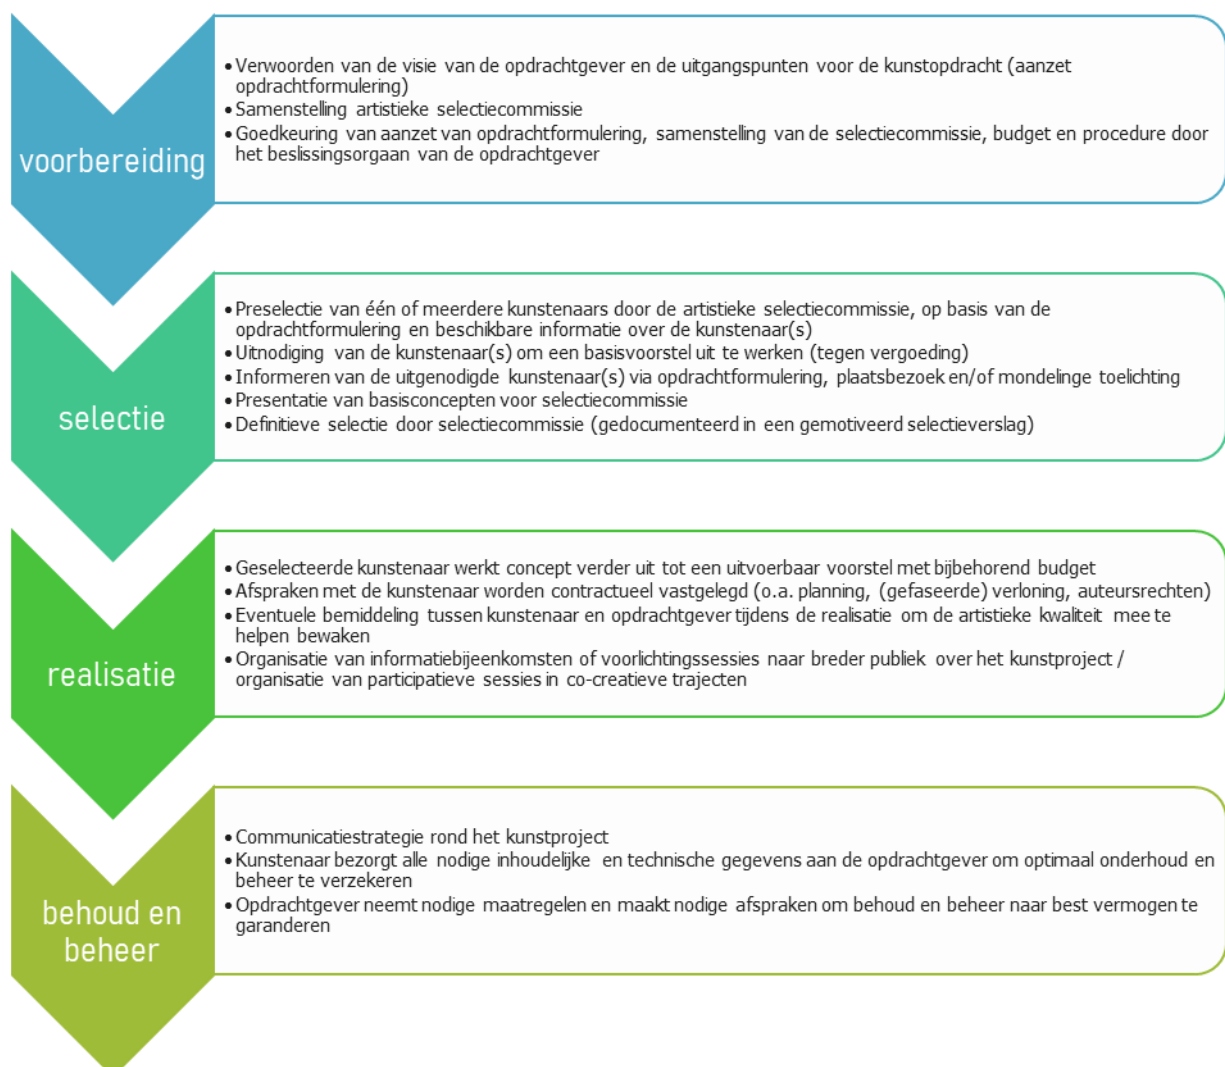 voorbereiding
•Verwoorden van de visie van de opdrachtgever en de uitgangspunten voor de kunstopdracht (aanzet
opdrachtformulering)
•Samenstelling artistieke selectiecommissie
•Goedkeuring van aanzet van opdrachtformulering, samenstelling van de selectiecommissie, budget en procedure door
het beslissingsorgaan van de opdrachtgever
selectie
•Preselectie van één of meerdere kunstenaars door de artistieke selectiecommissie, op basis van de
opdrachtformulering en beschikbare informatie over de kunstenaar(s)
•Uitnodiging van de kunstenaar(s) om een basisvoorstel uit te werken (tegen vergoeding)
•Informeren van de uitgenodigde kunstenaar(s) via opdrachtformulering, plaatsbezoek en/of mondelinge toelichting
•Presentatie van basisconcepten voor selectiecommissie
•Definitieve selectie door selectiecommissie (gedocumenteerd in een gemotiveerd selectieverslag)
realisatie
•Geselecteerde kunstenaar werkt concept verder uit tot een uitvoerbaar voorstel met bijbehorend budget
•Afspraken met de kunstenaar worden contractueel vastgelegd (o.a. planning, (gefaseerde) verloning, auteursrechten)
•Eventuele bemiddeling tussen kunstenaar en opdrachtgever tijdens de realisatie om de artistieke kwaliteit mee te
helpen bewaken
•Organisatie van informatiebijeenkomsten of voorlichtingssessies naar breder publiek over het kunstproject /
organisatie van participatieve sessies in co-creatieve trajecten
behoud en
beheer
•Communicatiestrategie rond het kunstproject
•Kunstenaar bezorgt alle nodige inhoudelijke en technische gegevens aan de opdrachtgever om optimaal onderhoud en
beheer te verzekeren
•Opdrachtgever neemt nodige maatregelen en maakt nodige afspraken om behoud en beheer naar best vermogen te
garanderen